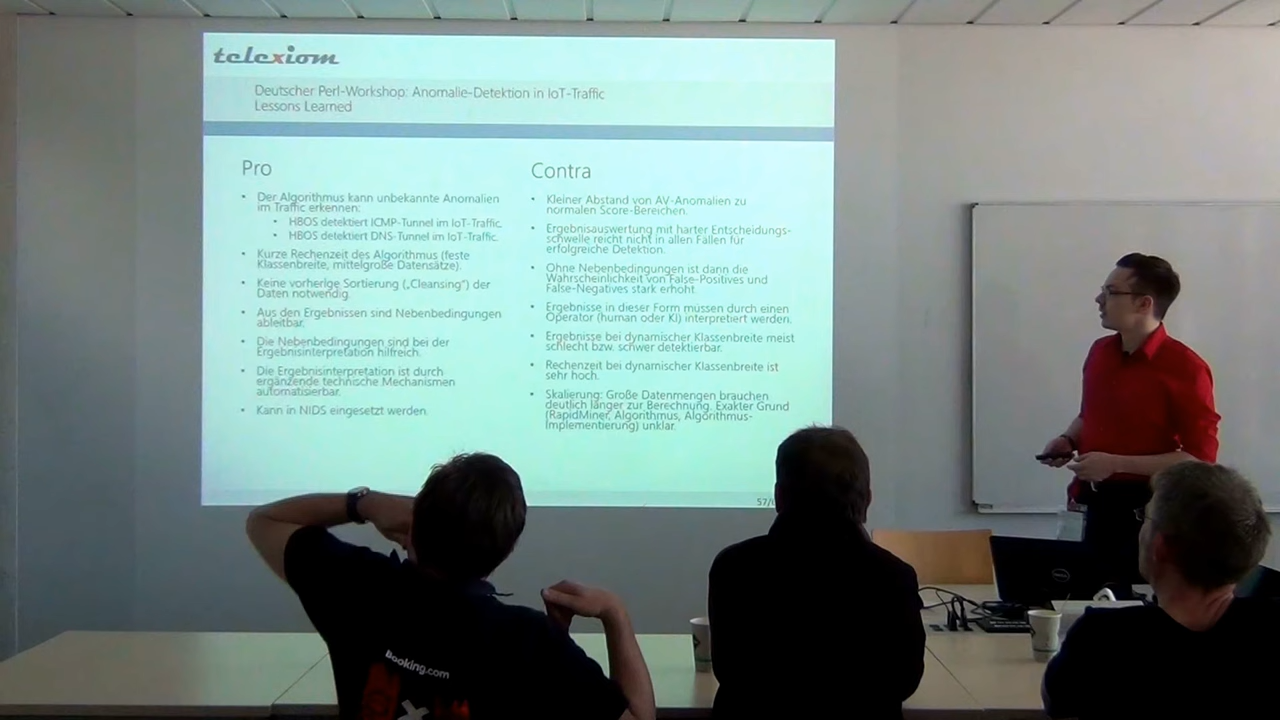 telexiom
Deutscher Perl-Workshop: Anomalie-Detektion in IoT-Traffic
Lessons Learned
Pro
• Der Algorithmus kann unbekannte Anomalien
im Traffic erkennen:
• HBOS detektiert ICMP-Tunnel im IoT-Traffic.
• HBOS detektiert DNS-Tunnel im IoT-Traffic.
• Kurze Rechenzeit des Algorithmus (feste
Klassenbreite, mittelgroße Datensätze).
• Keine vorherige Sortierung („Cleansing") der
Daten notwendig.
• Aus den Ergebnissen sind Nebenbedingungen
ableitbar.
• Die Nebenbedingungen sind bei der
Ergebnisinterpretation hilfreich.
• Die Ergebnisinterpretation ist durch
ergänzende technische Mechanismen
automatisierbar.
• Kann in NIDS eingesetzt werden.
Contra
• Kleiner Abstand von AV-Anomalien zu
normalen Score-Bereichen.
• Ergebnisauswertung mit harter Entscheidungs-
schwelle reicht nicht in allen Fällen für
erfolgreiche Detektion.
• Ohne Nebenbedingungen ist dann die
Wahrscheinlichkeit von False-Positives und
False-Negatives stark erhöht.
• Ergebnisse in dieser Form müssen durch einen
Operator (human oder KI) interpretiert werden.
• Ergebnisse bei dynamischer Klassenbreite meist
schlecht bzw. schwer detektierbar.
• Rechenzeit bei dynamischer Klassenbreite ist
sehr hoch.
• Skalierung: Große Datenmengen brauchen
deutlich länger zur Berechnung. Exakter Grund
(RapidMiner, Algorithmus, Algorithmus-
Implementierung) unklar.
57/
Booking.com
DELL